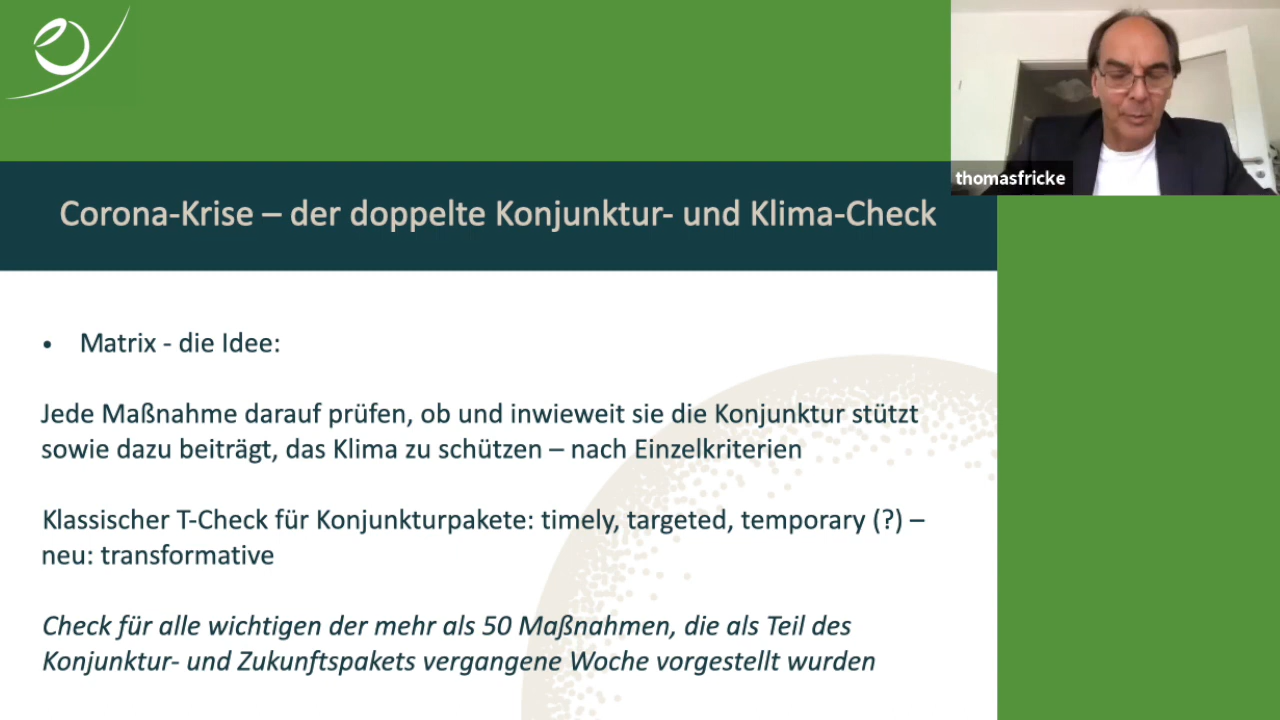 thomasfricke
Corona-Krise – der doppelte Konjunktur- und Klima-Check
• Matrix - die Idee:
Jede Maßnahme darauf prüfen, ob und inwieweit sie die Konjunktur stützt
sowie dazu beiträgt, das Klima zu schützen – nach Einzelkriterien
Klassischer T-Check für Konjunkturpakete: timely, targeted, temporary (?) –
neu: transformative
Check für alle wichtigen der mehr als 50 Maßnahmen, die als Teil des
Konjunktur- und Zukunftspakets vergangene Woche vorgestellt wurden